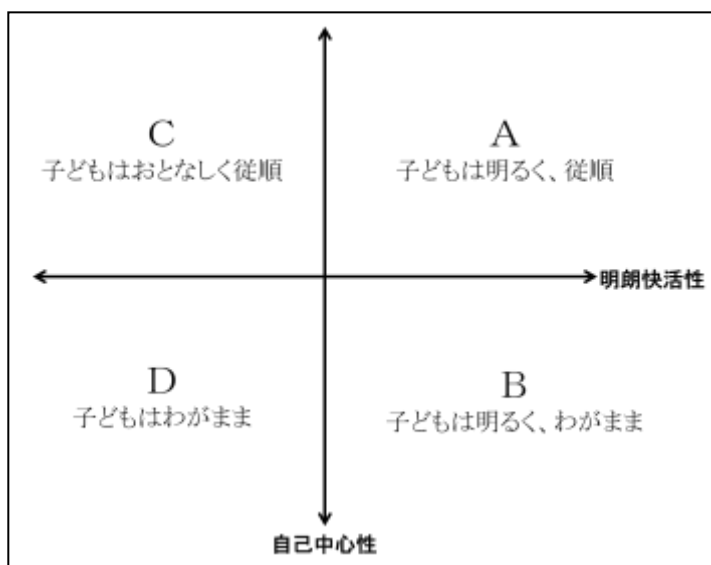 C
子どもはおとなしく従順
A
子どもは明るく、従順
明朗快活性
D
子どもはわがまま
B
子どもは明るく、わがまま
自己中心性